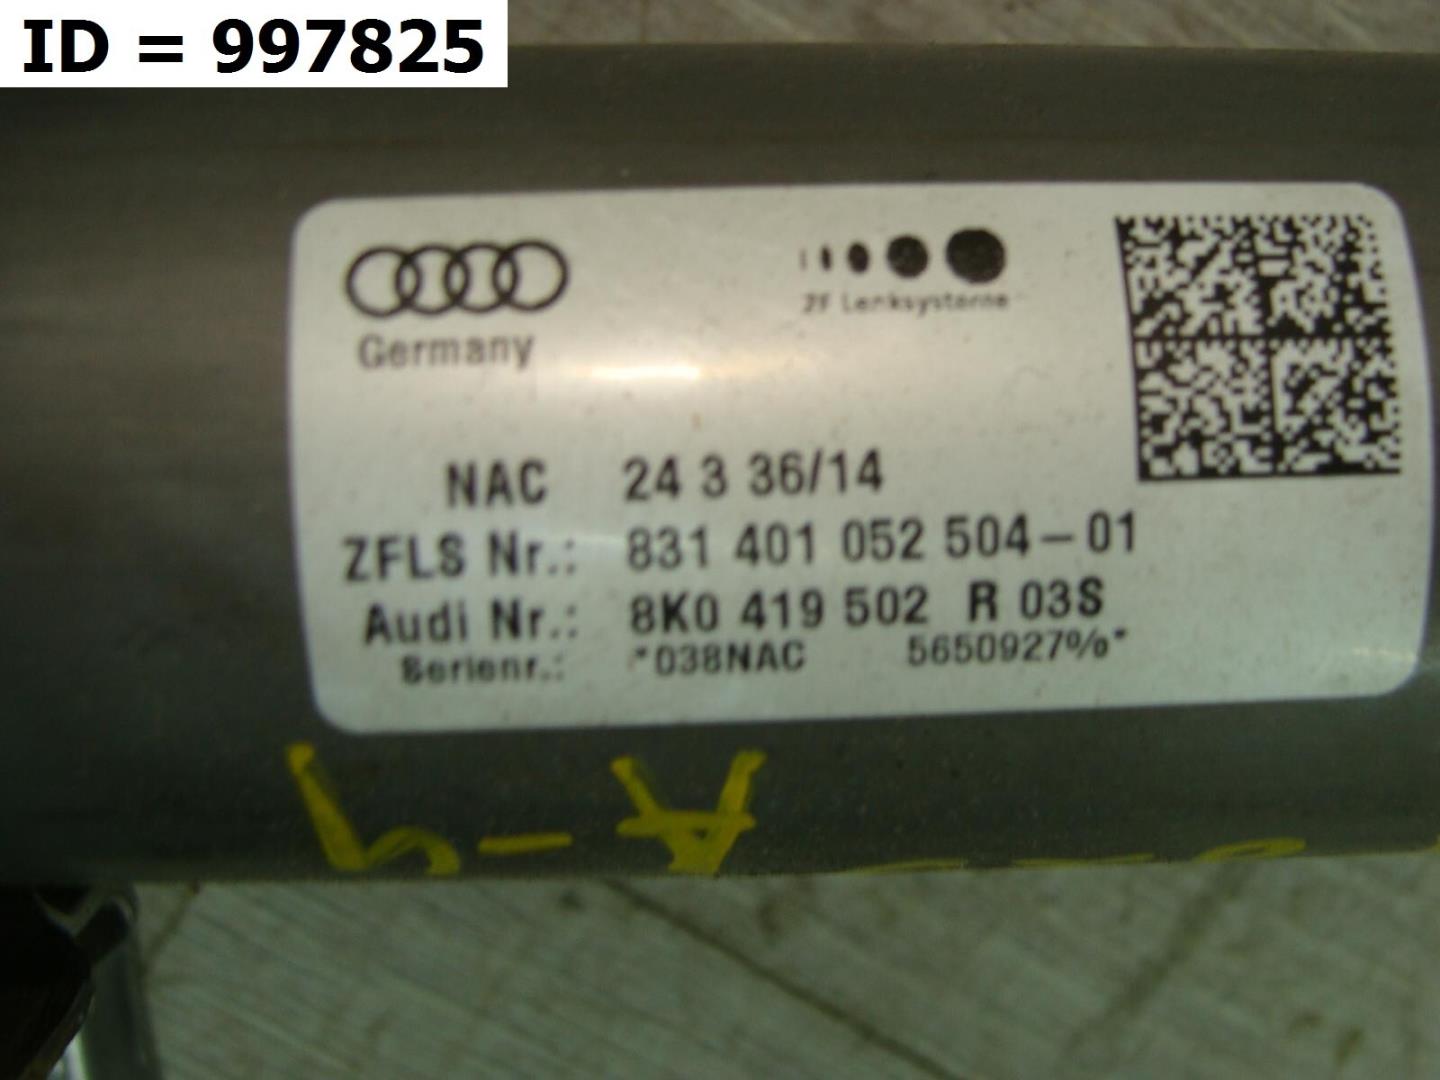 ID = 997825
Germany
ZF Lenksysteme
NAC 24 3 36/14
ZFLS Nr.: 831 401 052 504-01
Audi Nr.: 8K0 419 502 R 03S
Serienr.: *038NAC 5650927%*